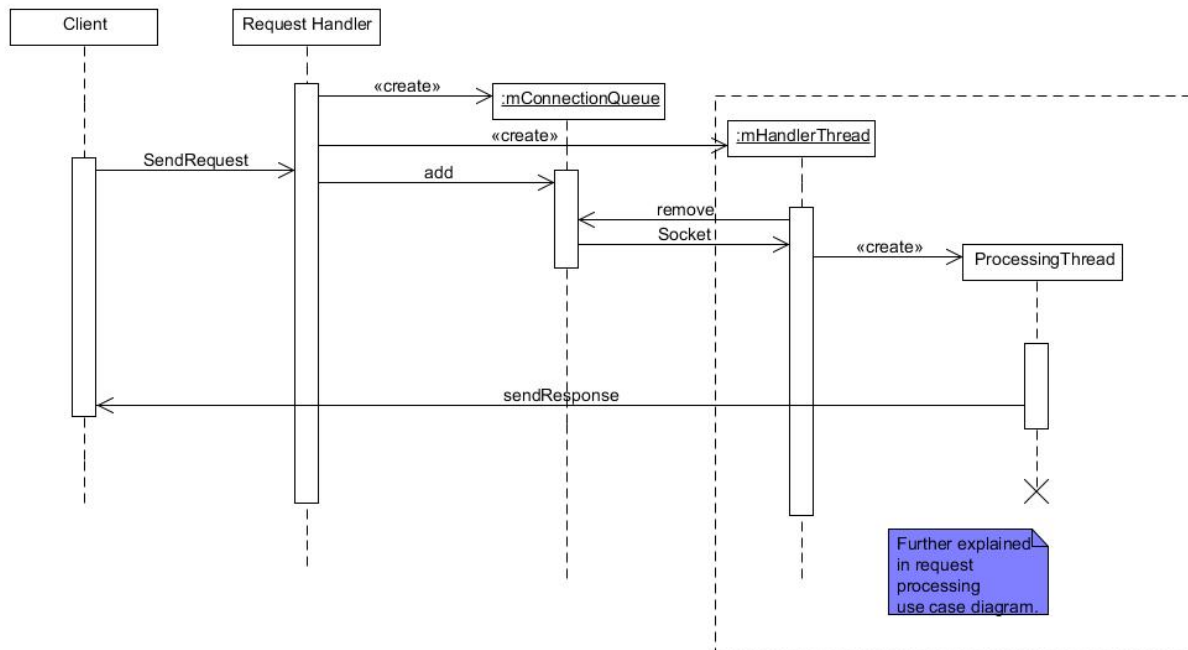 Client
Request Handler
«create»
:mConnectionQueue
«create»
:mHandlerThread
SendRequest
add
remove
Socket
«create»
ProcessingThread
sendResponse
Further explained
in request
processing
use case diagram.